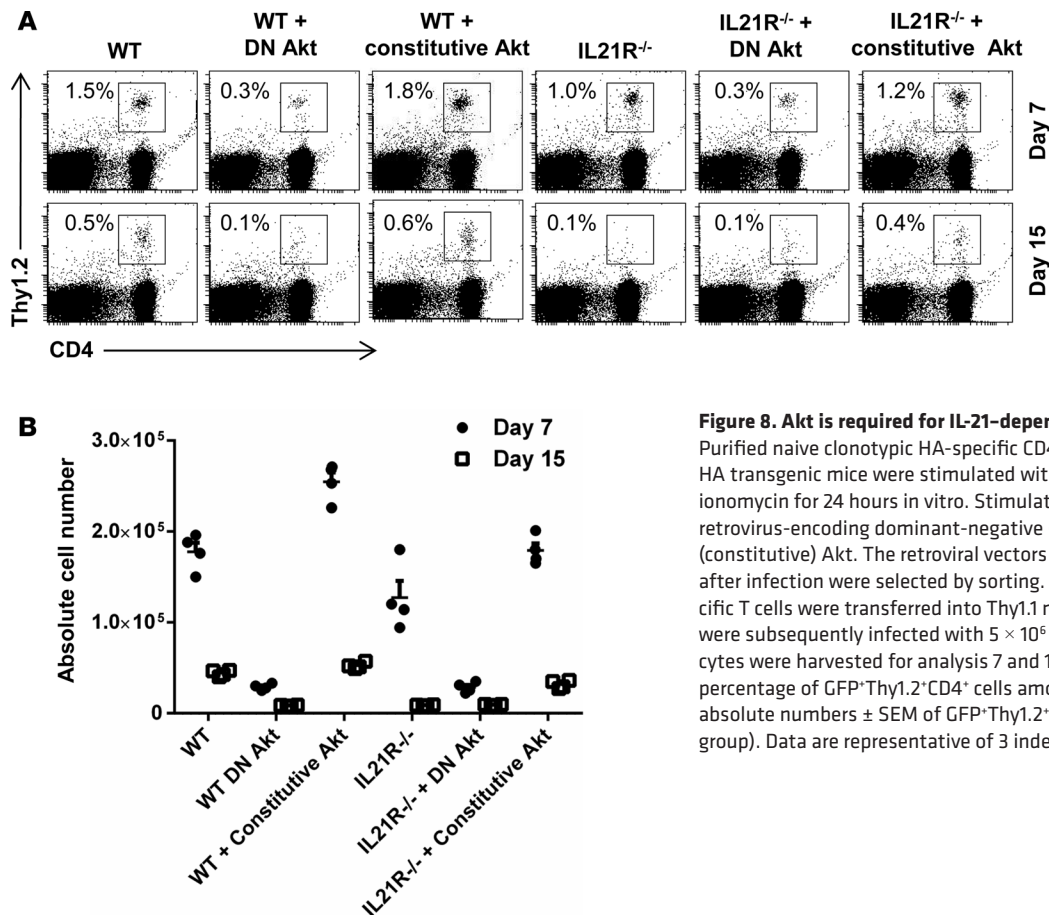 A
WT
WT +
DN Akt
WT +
constitutive Akt
IL21R-/-
IL21R-/- +
DN Akt
IL21R-/- +
constitutive Akt
1.5%
0.3%
1.8%
1.0%
0.3%
1.2%
Day 7
0.5%
0.1%
0.6%
0.1%
0.1%
0.4%
Day 15
Thy1.2
CD4
B
Day 7
Day 15
Absolute cell number
3.0×10⁵
2.0×10⁵
1.0×10⁵
0
WT
WT DN Akt
WT + Constitutive Akt
IL21R-/-
IL21R-/- + DN Akt
IL21R-/- + Constitutive Akt
Figure 8. Akt is required for IL-21–depe
Purified naive clonotypic HA-specific CD4
HA transgenic mice were stimulated wit
ionomycin for 24 hours in vitro. Stimulat
retrovirus-encoding dominant-negative
(constitutive) Akt. The retroviral vectors
after infection were selected by sorting.
cific T cells were transferred into Thy1.1 r
were subsequently infected with 5 × 10⁶
cytes were harvested for analysis 7 and 1
percentage of GFP⁺Thy1.2⁺CD4⁺ cells amo
absolute numbers ± SEM of GFP⁺Thy1.2⁺
group). Data are representative of 3 inde